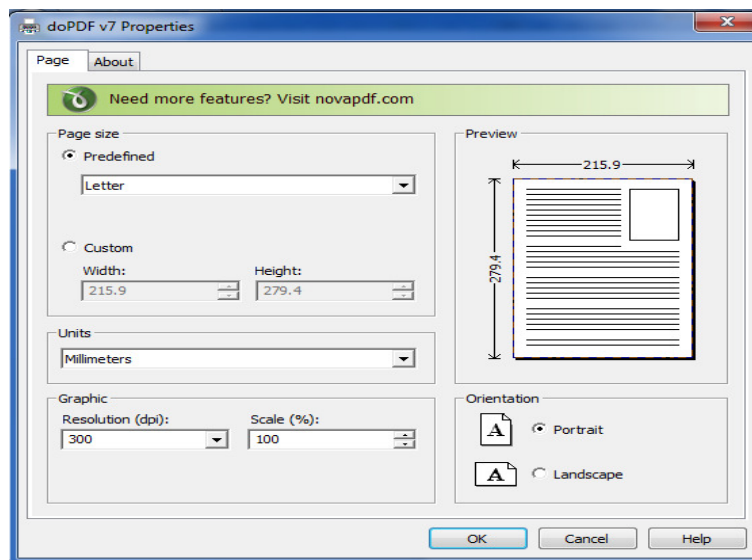 doPDF v7 Properties
Page
About
Need more features? Visit novapdf.com
Page size
Predefined
Letter
Custom
Width:
Height:
215.9
279.4
Units
Millimeters
Graphic
Resolution (dpi):
Scale (%):
300
100
Preview
215.9
279.4
Orientation
A
Portrait
A
Landscape
OK
Cancel
Help